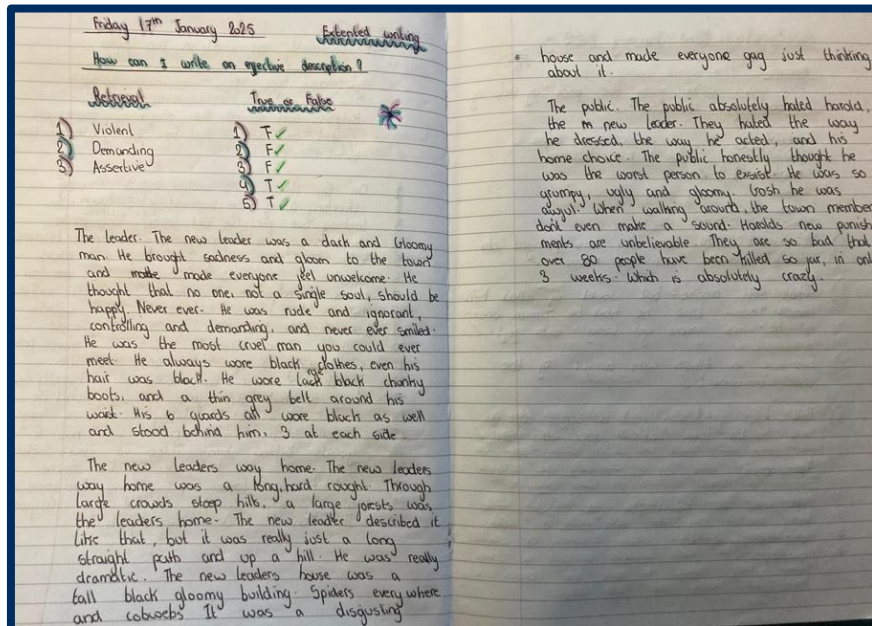 Friday 17th January 2025 Extented writing
How can I write an effective description?
Retrieval
1) Violent
2) Demanding
3) Assertive
True or False
1) F✓
2) F✓
3) F✓
4) T✓
5) T✓
The leader. The new leader was a dark and Gloomy
man. He brought sadness and gloom to the town
and made everyone feel unwelcome. He
thought that no one, not a single soul, should be
happy. Never ever. He was rude and ignorant,
controlling and demanding, and never ever smiled.
He was the most cruel man you could ever
meet. He always wore black clothes, even his
hair was black. He wore black chunky
boots, and a thin grey belt around his
waist. His 6 guards all wore black as well
and stood behind him, 3 at each side
The new leaders way home. The new leaders
way home was a long, hard rought. Through
large crowds steep hills, a large forests was
the leaders home. The new leader described it
like that, but it was really just a long
straight path and up a hill. He was really
dramatic. The new leaders house was a
tall black gloomy building. Spiders every where
and cobwebs It was a disgusting
house and made everyone gag just thinking
about it.
The public. The public absolutely hated harold,
the new leader. They hated the way
he dressed, the way he acted, and his
home choice. The public honestly thought he
was the worst person to exsist. He was so
grumpy, ugly and gloomy. Gosh he was
awful. When walking around, the town member
don't even make a sound. Harolds new punish
ments are unbelievable. They are so bad that
over 80 people have been killed so far, in onl
3 weeks. Which is absolutely crazy.